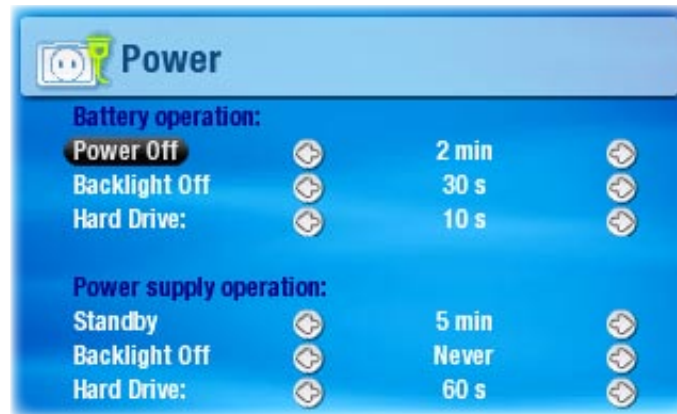 Power
Battery operation:
Power Off 2 min
Backlight Off 30 s
Hard Drive: 10 s
Power supply operation:
Standby 5 min
Backlight Off Never
Hard Drive: 60 s